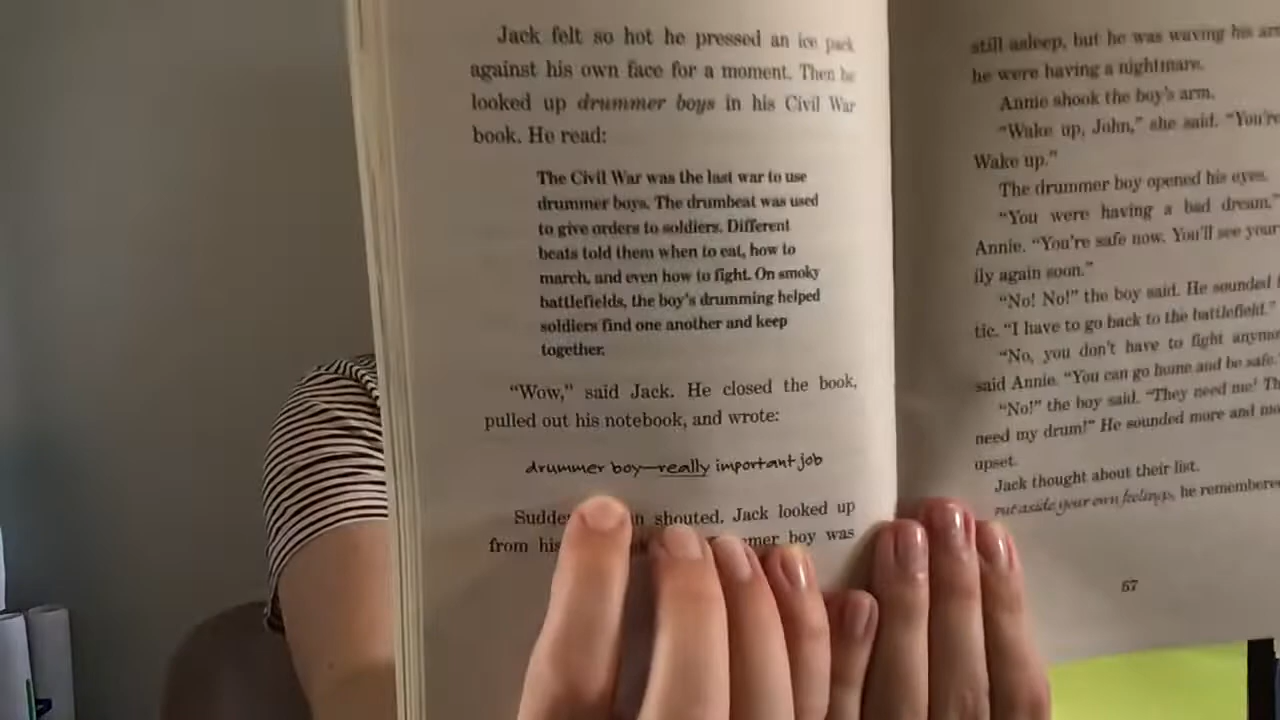 Jack felt so hot he pressed an ice pack
against his own face for a moment. Then he
looked up drummer boys in his Civil War
book. He read:
The Civil War was the last war to use
drummer boys. The drumbeat was used
to give orders to soldiers. Different
beats told them when to eat, how to
march, and even how to fight. On smoky
battlefields, the boy's drumming helped
soldiers find one another and keep
together.
"Wow," said Jack. He closed the book,
pulled out his notebook, and wrote:
drummer boy—really important job
shouted. Jack looked up
from his boy was
still asleep, but he was waving his
he were having a nightmare.
Annie shook the boy's arm.
"Wake up, John," she said. "You're
Wake up."
The drummer boy opened his eyes.
"You were having a bad dream,"
Annie. "You're safe now. You'll see your
ily again soon."
"No! No!" the boy said. He sounded
tic. "I have to go back to the battlefield."
"No, you don't have to fight
said Annie. "You can go home and be safe.
"No!" the boy said. "They need me!
need my drum!" He sounded more and
upset.
Jack thought about their list.
Put aside your own feelings, he remembered
57